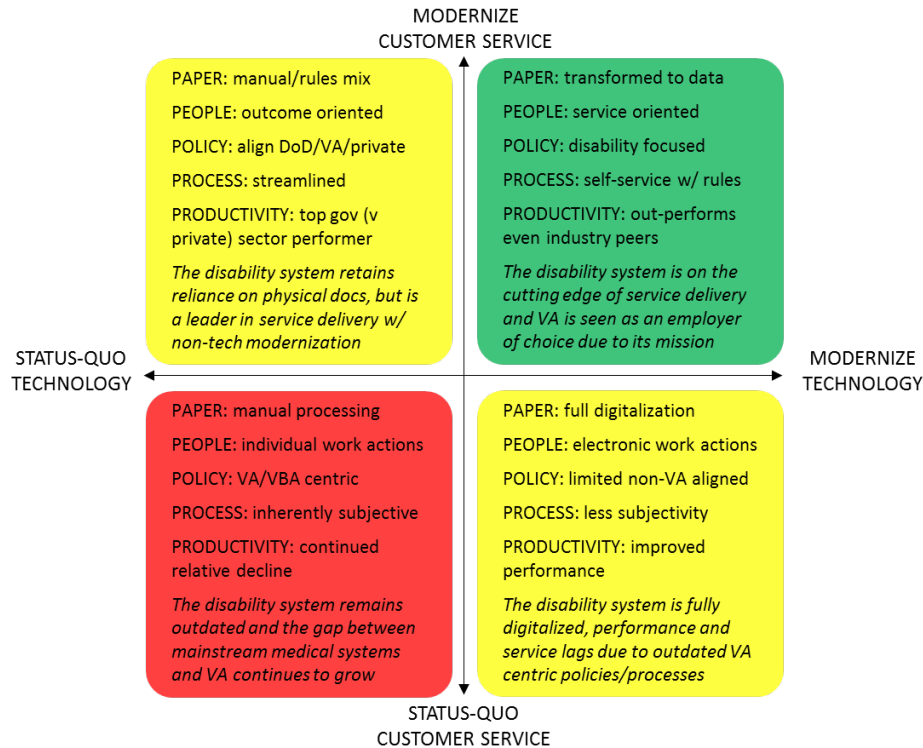 MODERNIZE
CUSTOMER SERVICE
PAPER: manual/rules mix
PEOPLE: outcome oriented
POLICY: align DoD/VA/private
PROCESS: streamlined
PRODUCTIVITY: top gov (v
private) sector performer
The disability system retains
reliance on physical docs, but is
a leader in service delivery w/
non-tech modernization
PAPER: transformed to data
PEOPLE: service oriented
POLICY: disability focused
PROCESS: self-service w/ rules
PRODUCTIVITY: out-performs
even industry peers
The disability system is on the
cutting edge of service delivery
and VA is seen as an employer
of choice due to its mission
STATUS-QUO
TECHNOLOGY
MODERNIZE
TECHNOLOGY
PAPER: manual processing
PEOPLE: individual work actions
POLICY: VA/VBA centric
PROCESS: inherently subjective
PRODUCTIVITY: continued
relative decline
The disability system remains
outdated and the gap between
mainstream medical systems
and VA continues to grow
PAPER: full digitalization
PEOPLE: electronic work actions
POLICY: limited non-VA aligned
PROCESS: less subjectivity
PRODUCTIVITY: improved
performance
The disability system is fully
digitalized, performance and
service lags due to outdated VA
centric policies/processes
STATUS-QUO
CUSTOMER SERVICE